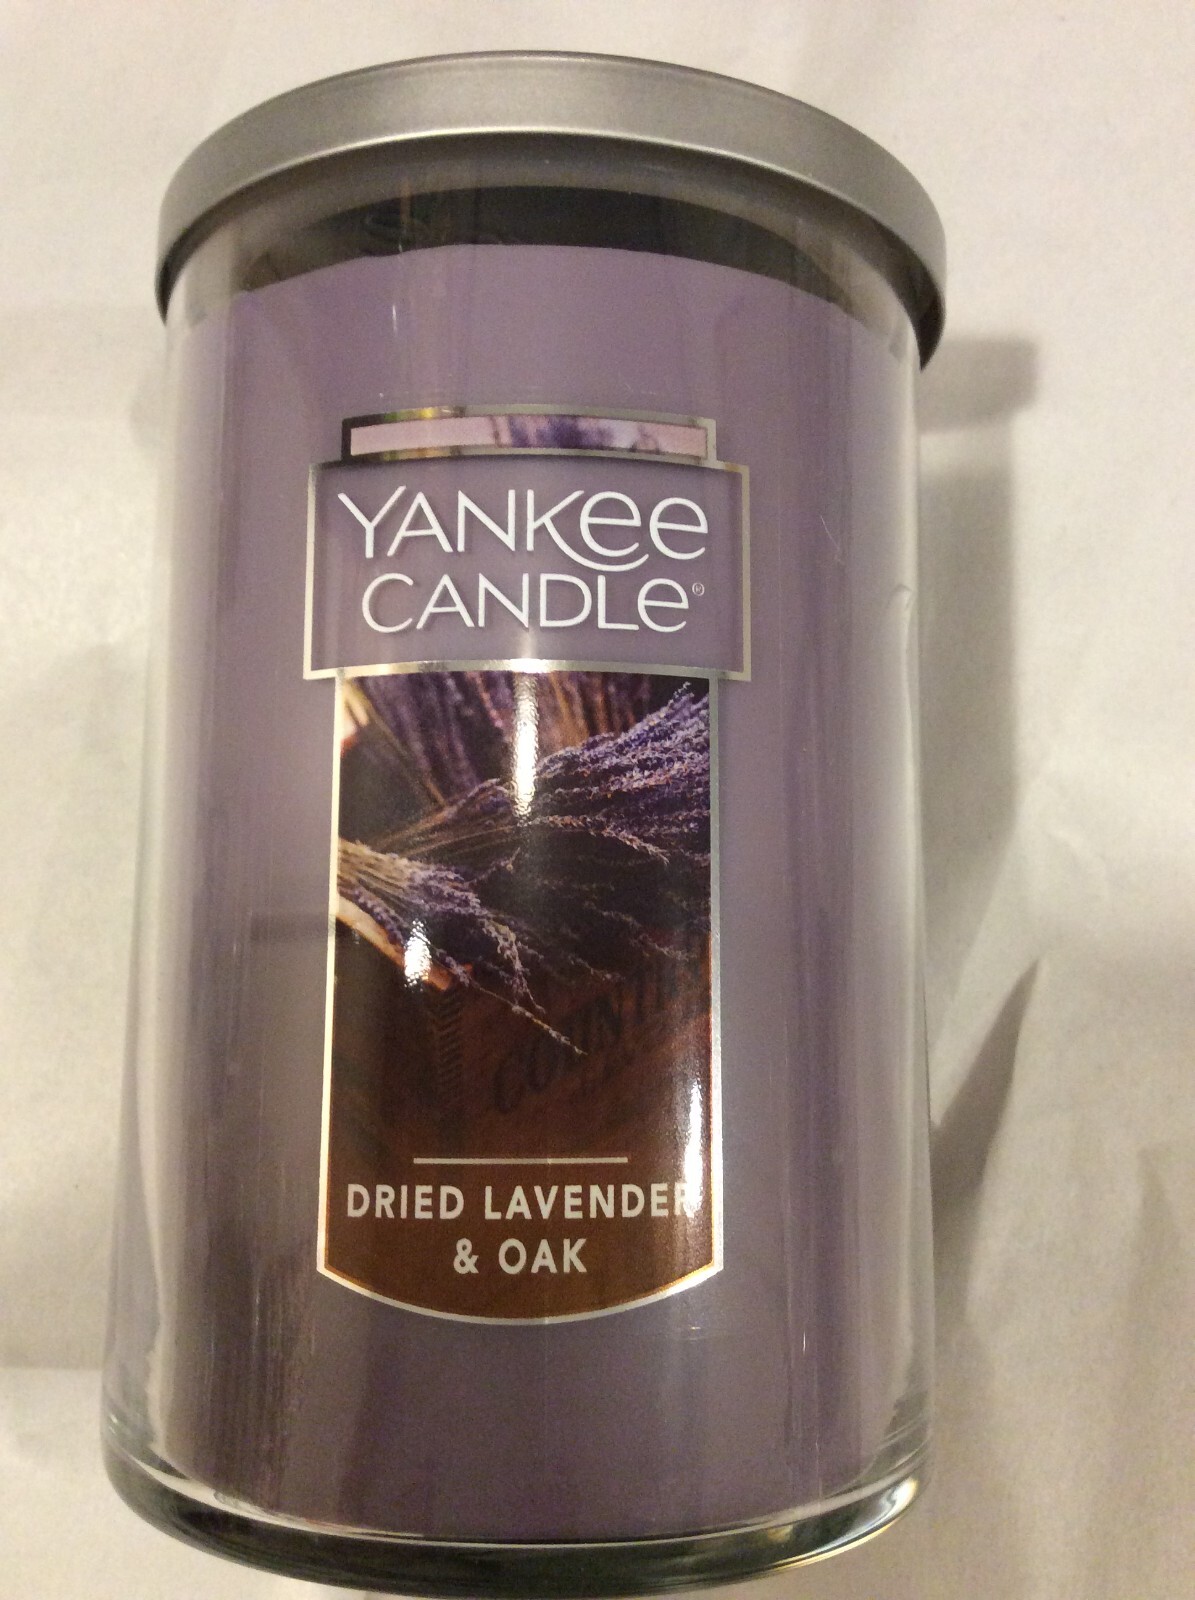 YANKEE
CANDLE®
DRIED LAVENDER
& OAK